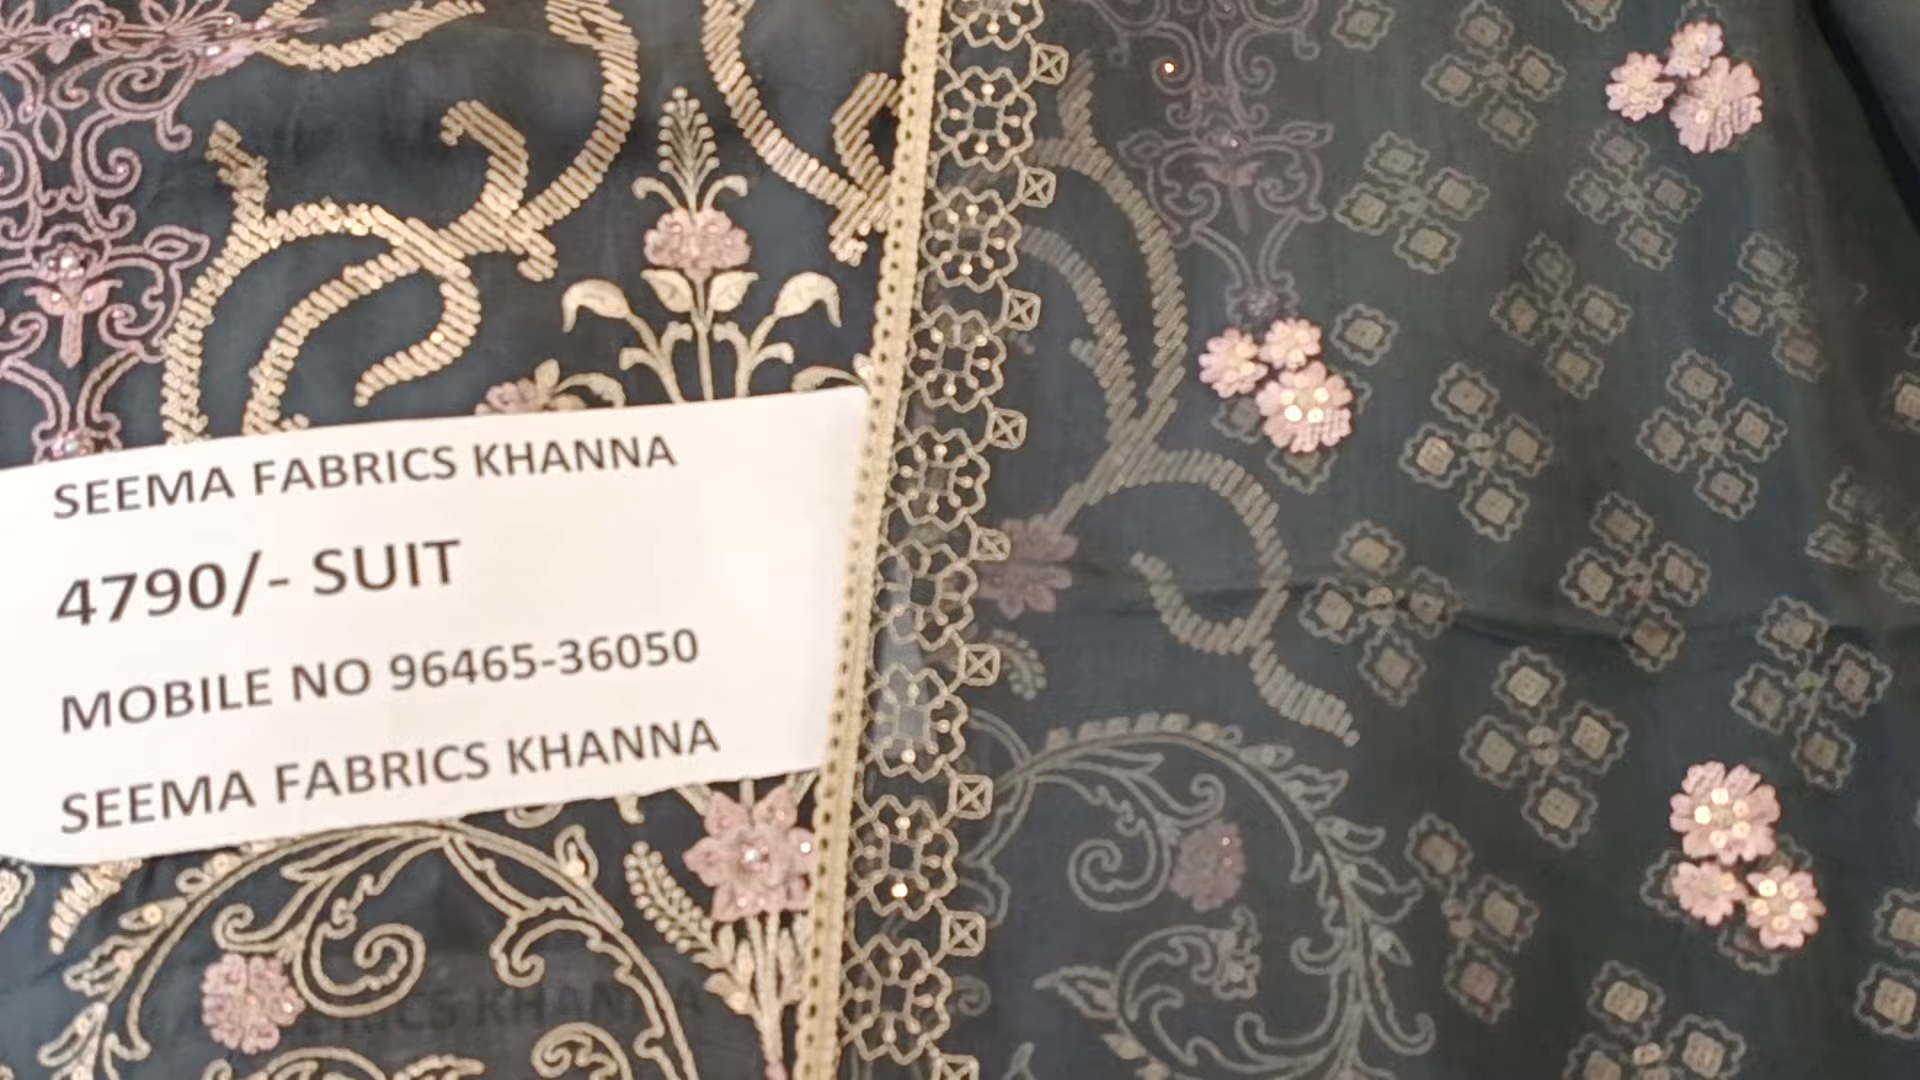 SEEMA FABRICS KHANNA
4790/- SUIT
MOBILE NO 96465-36050
SEEMA FABRICS KHANNA